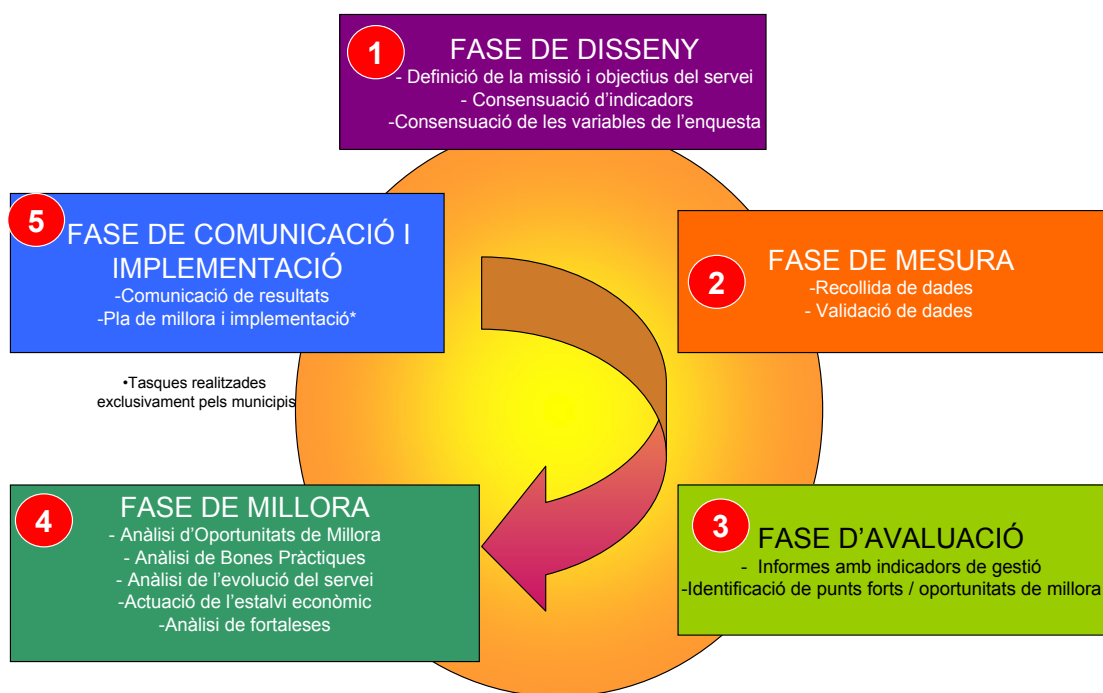 1
FASE DE DISSENY
- Definició de la missió i objectius del servei
- Consensuació d'indicadors
-Consensuació de les variables de l'enquesta
2
FASE DE MESURA
-Recollida de dades
- Validació de dades
3
FASE D'AVALUACIÓ
- Informes amb indicadors de gestió
-Identificació de punts forts / oportunitats de millora
4
FASE DE MILLORA
- Anàlisi d'Oportunitats de Millora
- Anàlisi de Bones Pràctiques
- Anàlisi de l'evolució del servei
-Actuació de l'estalvi econòmic
-Anàlisi de fortaleses
5
FASE DE COMUNICACIÓ I
IMPLEMENTACIÓ
-Comunicació de resultats
-Pla de millora i implementació*
•Tasques realitzades
exclusivament pels municipis